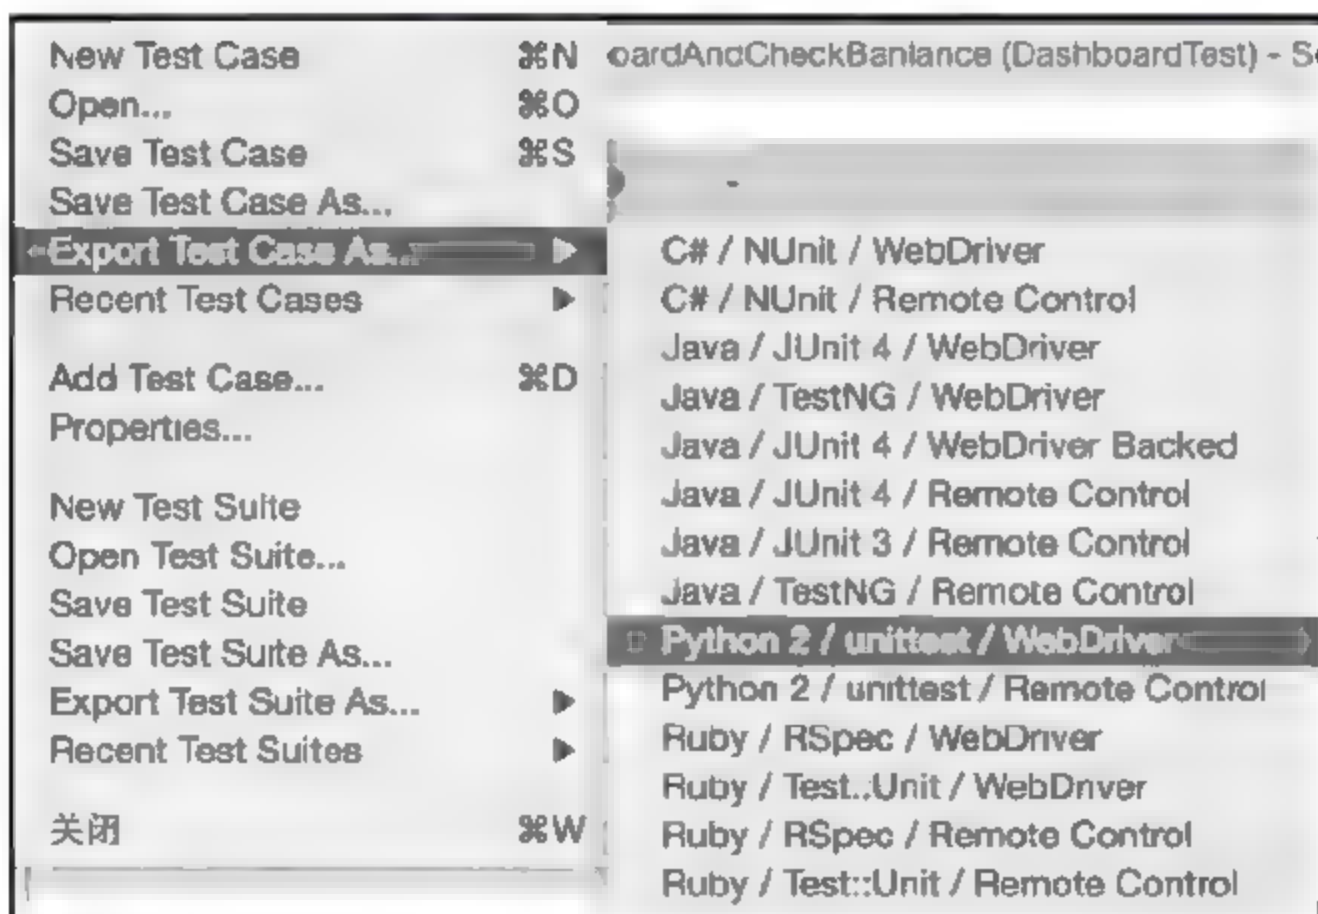 New Test Case ⌘N
Open... ⌘O
Save Test Case ⌘S
Save Test Case As...
Export Test Case As...
Recent Test Cases
Add Test Case... ⌘D
Properties...
New Test Suite
Open Test Suite...
Save Test Suite
Save Test Suite As...
Export Test Suite As...
Recent Test Suites
关闭 ⌘W
oardAndCheckBanlance (DashboardTest) - Se
C# / NUnit / WebDriver
C# / NUnit / Remote Control
Java / JUnit 4 / WebDriver
Java / TestNG / WebDriver
Java / JUnit 4 / WebDriver Backed
Java / JUnit 4 / Remote Control
Java / JUnit 3 / Remote Control
Java / TestNG / Remote Control
Python 2 / unittest / WebDriver
Python 2 / unittest / Remote Control
Ruby / RSpec / WebDriver
Ruby / Test::Unit / WebDriver
Ruby / RSpec / Remote Control
Ruby / Test::Unit / Remote Control